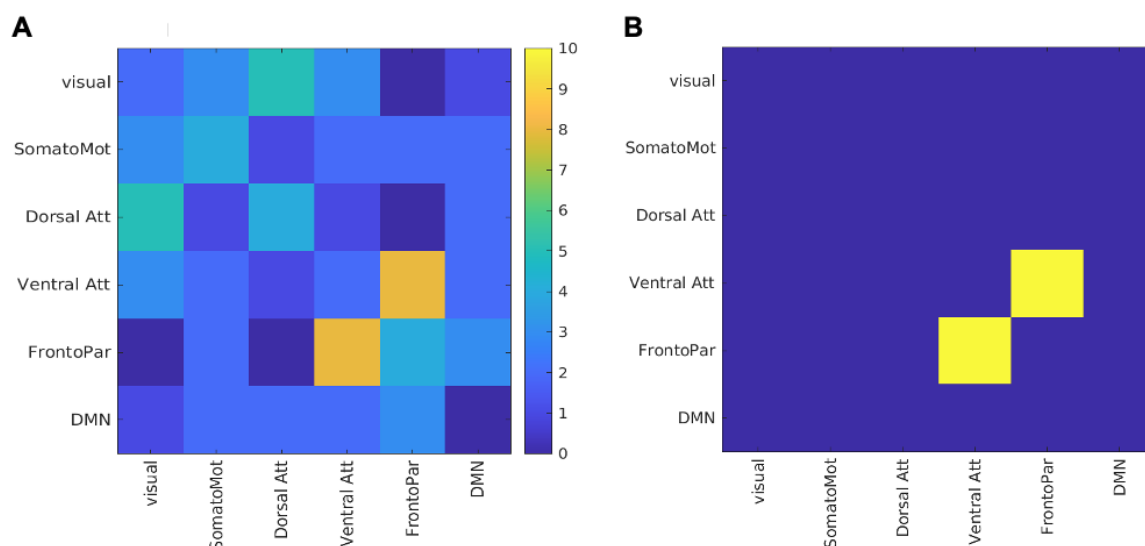 A
B
visual
SomatoMot
Dorsal Att
Ventral Att
FrontoPar
DMN
10
9
8
7
6
5
4
3
2
1
0
visual
SomatoMot
Dorsal Att
Ventral Att
FrontoPar
DMN
visual
SomatoMot
Dorsal Att
Ventral Att
FrontoPar
DMN
visual
SomatoMot
Dorsal Att
Ventral Att
FrontoPar
DMN